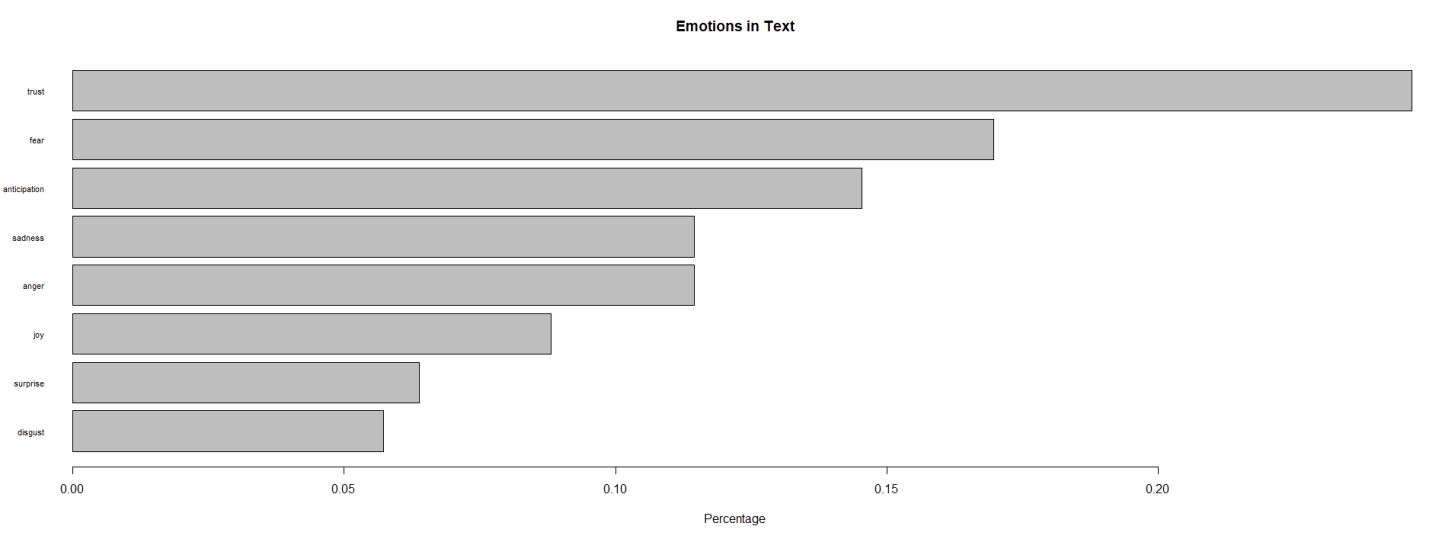 Emotions in Text
trust
fear
anticipation
sadness
anger
joy
surprise
disgust
0.00 0.05 0.10 0.15 0.20
Percentage